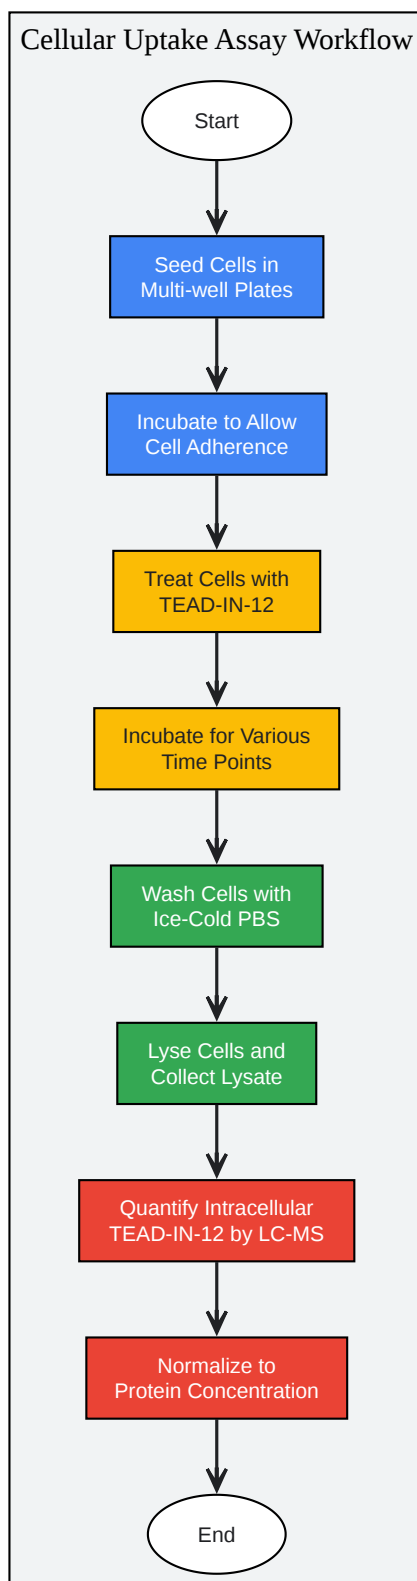 Cellular Uptake Assay Workflow
Start
Seed Cells in
Multi-well Plates
Incubate to Allow
Cell Adherence
Treat Cells with
TEAD-IN-12
Incubate for Various
Time Points
Wash Cells with
Ice-Cold PBS
Lyse Cells and
Collect Lysate
Quantify Intracellular
TEAD-IN-12 by LC-MS
Normalize to
Protein Concentration
End